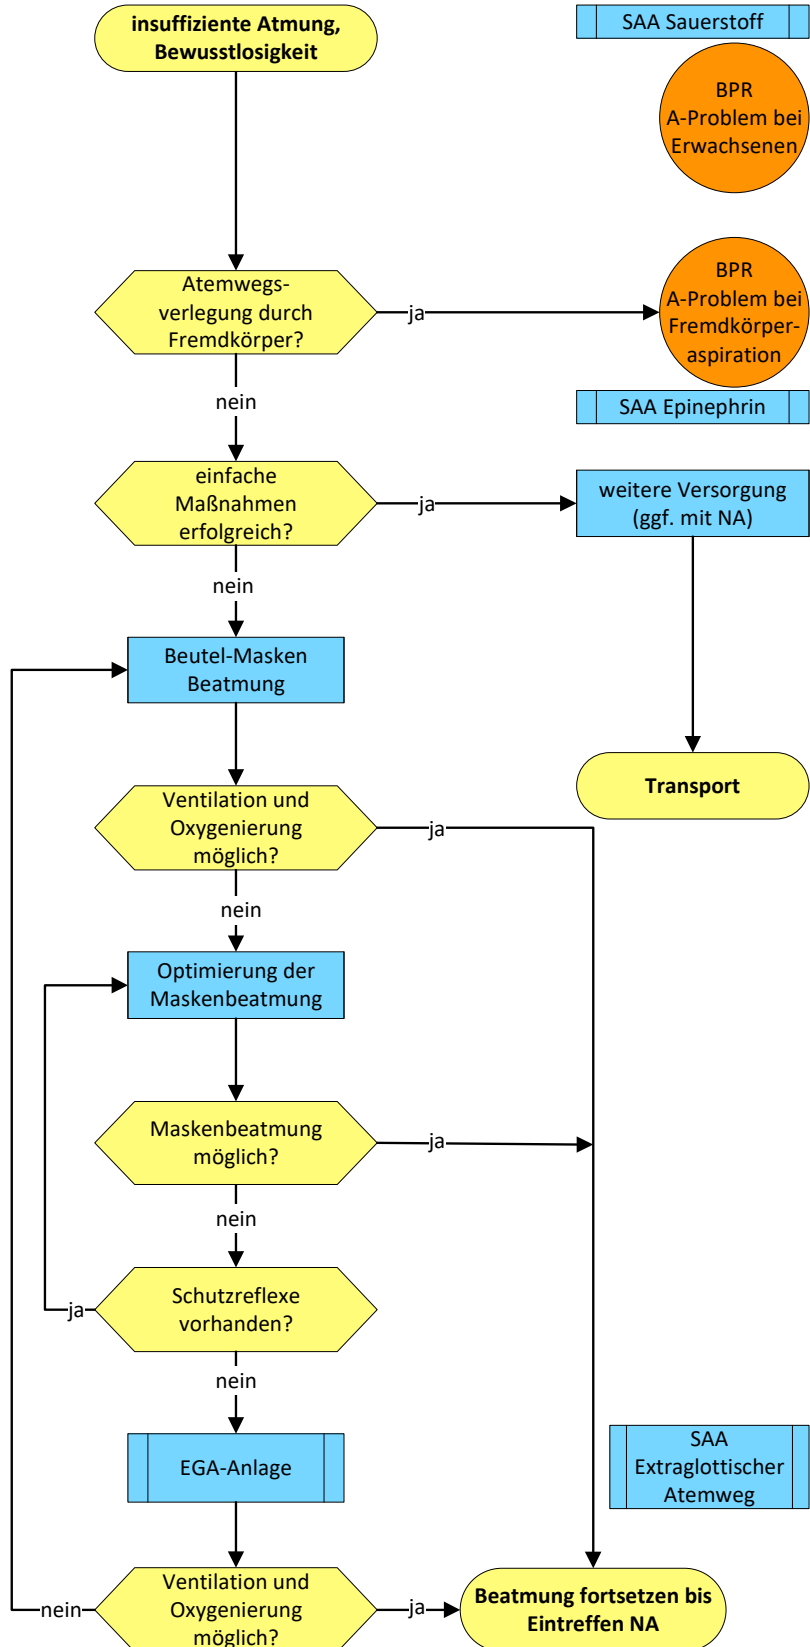 insuffiziente Atmung,
Bewusstlosigkeit
SAA Sauerstoff
BPR
A-Problem bei
Erwachsenen
Atemwegs-
verlegung durch
Fremdkörper?
ja
BPR
A-Problem bei
Fremdkörper-
aspiration
nein
SAA Epinephrin
einfache
Maßnahmen
erfolgreich?
ja
weitere Versorgung
(ggf. mit NA)
nein
Beutel-Masken
Beatmung
Transport
Ventilation und
Oxygenierung
möglich?
ja
nein
Optimierung der
Maskenbeatmung
Maskenbeatmung
möglich?
ja
nein
Schutzreflexe
vorhanden?
ja
nein
EGA-Anlage
SAA
Extraglottischer
Atemweg
Ventilation und
Oxygenierung
möglich?
nein
ja
Beatmung fortsetzen bis
Eintreffen NA